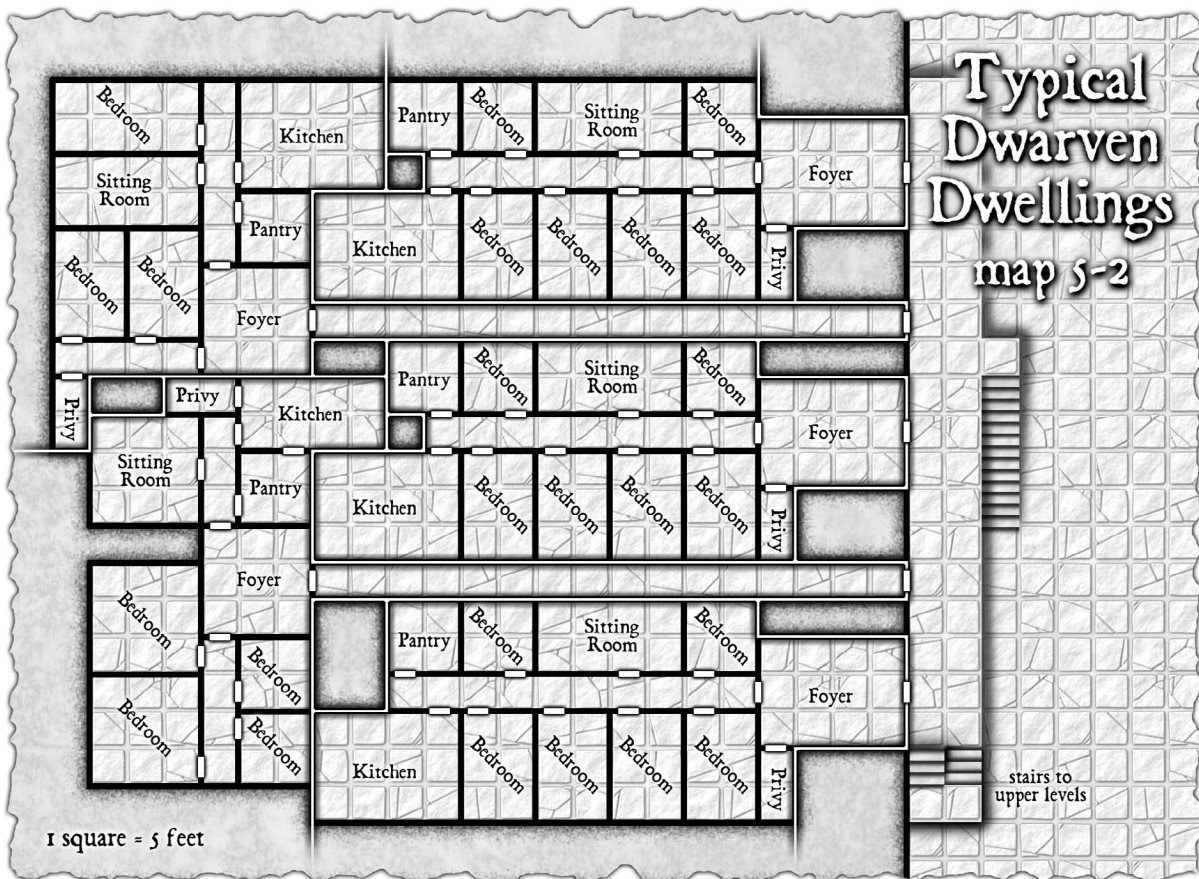 Typical
Dwarven
Dwellings
map 5-2
Bedroom
Kitchen
Pantry
Bedroom
Sitting
Room
Bedroom
Foyer
Sitting
Room
Pantry
Kitchen
Bedroom
Bedroom
Bedroom
Bedroom
Privy
Bedroom
Bedroom
Foyer
Pantry
Bedroom
Sitting
Room
Bedroom
Foyer
Privy
Privy
Kitchen
Sitting
Room
Pantry
Kitchen
Bedroom
Bedroom
Bedroom
Bedroom
Privy
Foyer
Bedroom
Pantry
Bedroom
Sitting
Room
Bedroom
Foyer
Bedroom
Bedroom
Bedroom
Kitchen
Bedroom
Bedroom
Bedroom
Bedroom
Privy
stairs to
upper levels
1 square = 5 feet